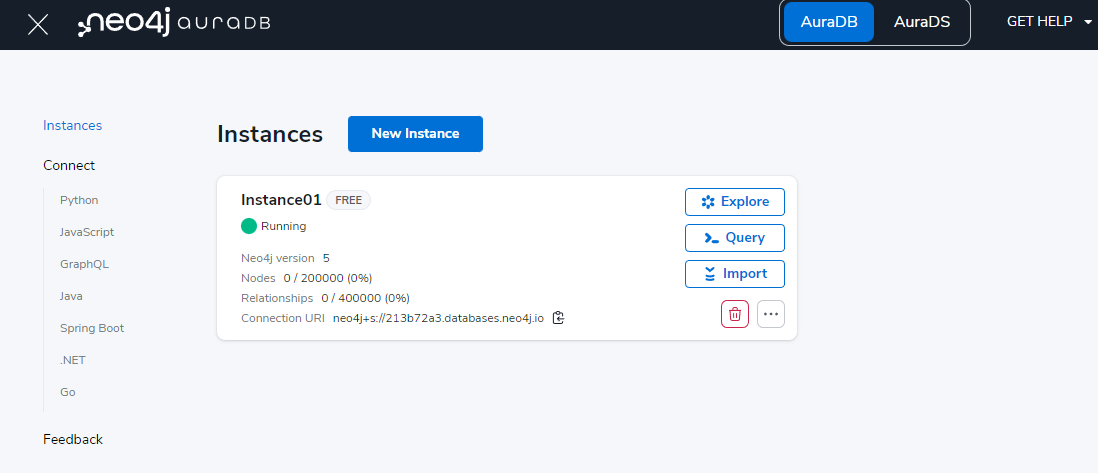 neo4j auraDB
AuraDB
AuraDS
GET HELP
Instances
Connect
Python
JavaScript
GraphQL
Java
Spring Boot
.NET
Go
Feedback
Instances
New Instance
Instance01 FREE
Running
Neo4j version 5
Nodes 0 / 200000 (0%)
Relationships 0 / 400000 (0%)
Connection URI neo4j+s://213b72a3.databases.neo4j.io
Explore
Query
Import